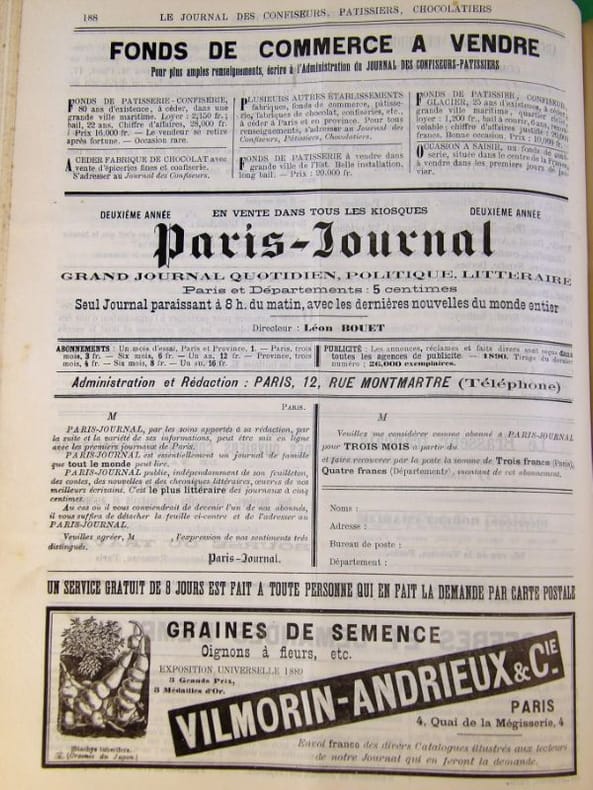 188 LE JOURNAL DES CONFISEURS, PATISSIERS, CHOCOLATIERS
FONDS DE COMMERCE A VENDRE
Pour plus amples renseignements, écrire à l'Administration du JOURNAL DES CONFISEURS-PATISSIERS
FONDS DE PATISSERIE-CONFISERIE,
80 ans d'existence, à céder, dans une
grande ville maritime. Loyer : 2,150 fr.;
bail, 22 ans. Chiffre d'affaires, 28,000 fr.
Prix 16.000 fr. — Le vendeur se retire
après fortune. — Occasion rare.
A CEDER FABRIQUE DE CHOCOLAT avec
vente d'épiceries fines et confiserie.
S'adresser au Journal des Confiseurs.
PLUSIEURS AUTRES ÉTABLISSEMENTS
fabriques, fonds de commerce, pâtisse-
rie, fabriques de chocolat, confiseries, etc.,
à céder à Paris et en province. Pour tous
renseignements, s'adresser au Journal des
Confiseurs, Pâtissiers, Chocolatiers.
FONDS DE PATISSERIE à vendre dans
grande ville de l'Est. Belle installation,
long bail. — Prix : 20.000 fr.
FONDS DE PATISSIER, CONFISEUR,
GLACIER, 25 ans d'existence, à céder,
grande ville maritime, quartier
loyer : 1,200 fr., bail à courir,
volable ; chiffre d'affaires justifié :
francs. Bonne occasion. Prix : 10,000
OCCASION A SAISIR, un fonds de
serie, située dans le centre de la
à vendre dans les premiers jours de
vier.
DEUXIÈME ANNÉE EN VENTE DANS TOUS LES KIOSQUES DEUXIÈME ANNÉE
Paris-Journal
GRAND JOURNAL QUOTIDIEN, POLITIQUE, LITTERAIRE
Paris et Départements : 5 centimes
Seul Journal paraissant à 8 h. du matin, avec les dernières nouvelles du monde entier
Directeur : Léon BOUET
ABONNEMENTS : Un mois d'essai, Paris et Province, 1. — Paris, trois
mois, 3 fr. — Six mois, 6 fr. — Un an, 12 fr. — Province, trois
mois, 4 fr. — Six mois, 8 fr. — Un an, 16 fr.
PUBLICITÉ : Les annonces, réclames et faits divers sont reçus dans
toutes les agences de publicité. — 1890. Tirage du dernier
numéro : 26,000 exemplaires.
Administration et Rédaction : PARIS, 12, RUE MONTMARTRE (Téléphone)
PARIS.
M
PARIS-JOURNAL, par les soins apportés à sa rédaction, par
la suite et la variété de ses informations, peut être mis en ligne
avec les premiers journaux de Paris.
PARIS-JOURNAL est essentiellement un journal de famille
que tout le monde peut lire.
PARIS-JOURNAL public, indépendamment de son feuilleton,
des contes, des nouvelles et des chroniques littéraires, œuvres de nos
meilleurs écrivains. C'est le plus littéraire des journaux à cinq
centimes.
Au cas où il vous conviendrait de devenir l'un de nos abonnés,
il vous suffira de détacher la feuille ci-contre et de l'adresser au
PARIS-JOURNAL.
Veuillez agréer, M l'expression de nos sentiments très
distingués.
Paris-Journal.
M
Veuillez me considérer comme abonné à PARIS-JOURNAL
pour TROIS MOIS à partir du
et faire recouvrer par la poste la somme de Trois francs (Paris),
Quatre francs (Départements), montant de cet abonnement.
Noms :
Adresse :
Bureau de poste :
Département :
UN SERVICE GRATUIT DE 8 JOURS EST FAIT A TOUTE PERSONNE QUI EN FAIT LA DEMANDE PAR CARTE POSTALE
GRAINES DE SEMENCE
Oignons à fleurs, etc.
EXPOSITION UNIVERSELLE 1889
3 Grands Prix,
3 Médailles d'Or.
VILMORIN-ANDRIEUX & Cie.
PARIS
4, Quai de la Mégisserie, 4
Envoi franco des divers Catalogues illustrés aux lecteurs
de notre Journal qui en feront la demande.
Stachys tuberifera.
(Crosnes du Japon)